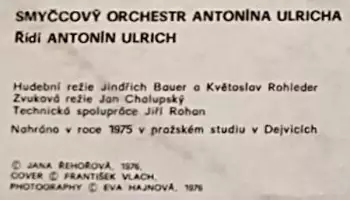 SMYČCOVÝ ORCHESTR ANTONÍNA ULRICHA
Řídí ANTONÍN ULRICH
Hudební režie Jindřich Bauer a Květoslav Rohleder
Zvuková režie Jan Chalupský
Technická spolupráce Jiří Rohan
Nahráno v roce 1975 v pražském studiu v Dejvicích
© JANA ŘEHOŘOVÁ, 1976.
COVER © FRANTIŠEK VLACH,
PHOTOGRAPHY © EVA HAJNOVÁ, 1976